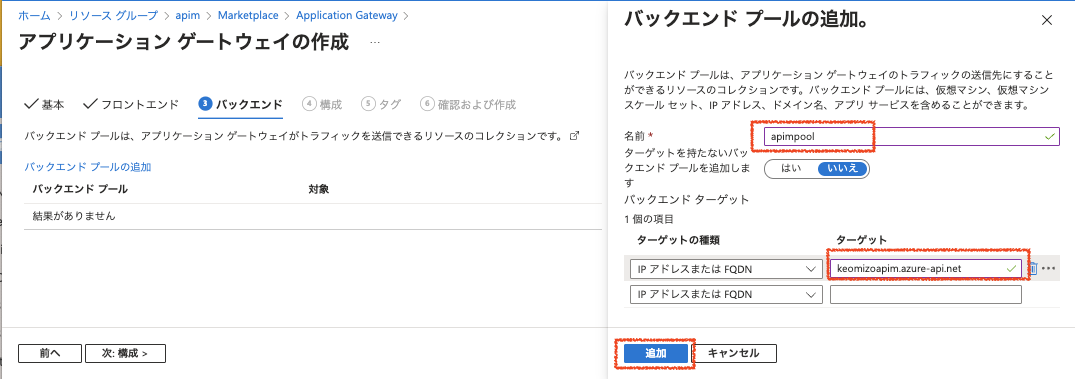 ホーム > リソース グループ > apim > Marketplace > Application Gateway >
アプリケーション ゲートウェイの作成 …
基本
フロントエンド
3 バックエンド
4 構成
5 タグ
6 確認および作成
バックエンド プールは、アプリケーション ゲートウェイがトラフィックを送信できるリソースのコレクションです。
バックエンド プールの追加
バックエンド プール 対象
結果がありません
前へ 次: 構成 >
バックエンド プールの追加。
バックエンド プールは、アプリケーション ゲートウェイのトラフィックの送信先にすること
ができるリソースのコレクションです。バックエンド プールには、仮想マシン、仮想マシン
スケール セット、IP アドレス、ドメイン名、アプリ サービスを含めることができます。
名前 * apimpool
ターゲットを持たないバッ
クエンド プールを追加しま
す
はい いいえ
バックエンド ターゲット
1 個の項目
ターゲットの種類 ターゲット
IP アドレスまたは FQDN keomizoapim.azure-api.net
IP アドレスまたは FQDN
追加 キャンセル